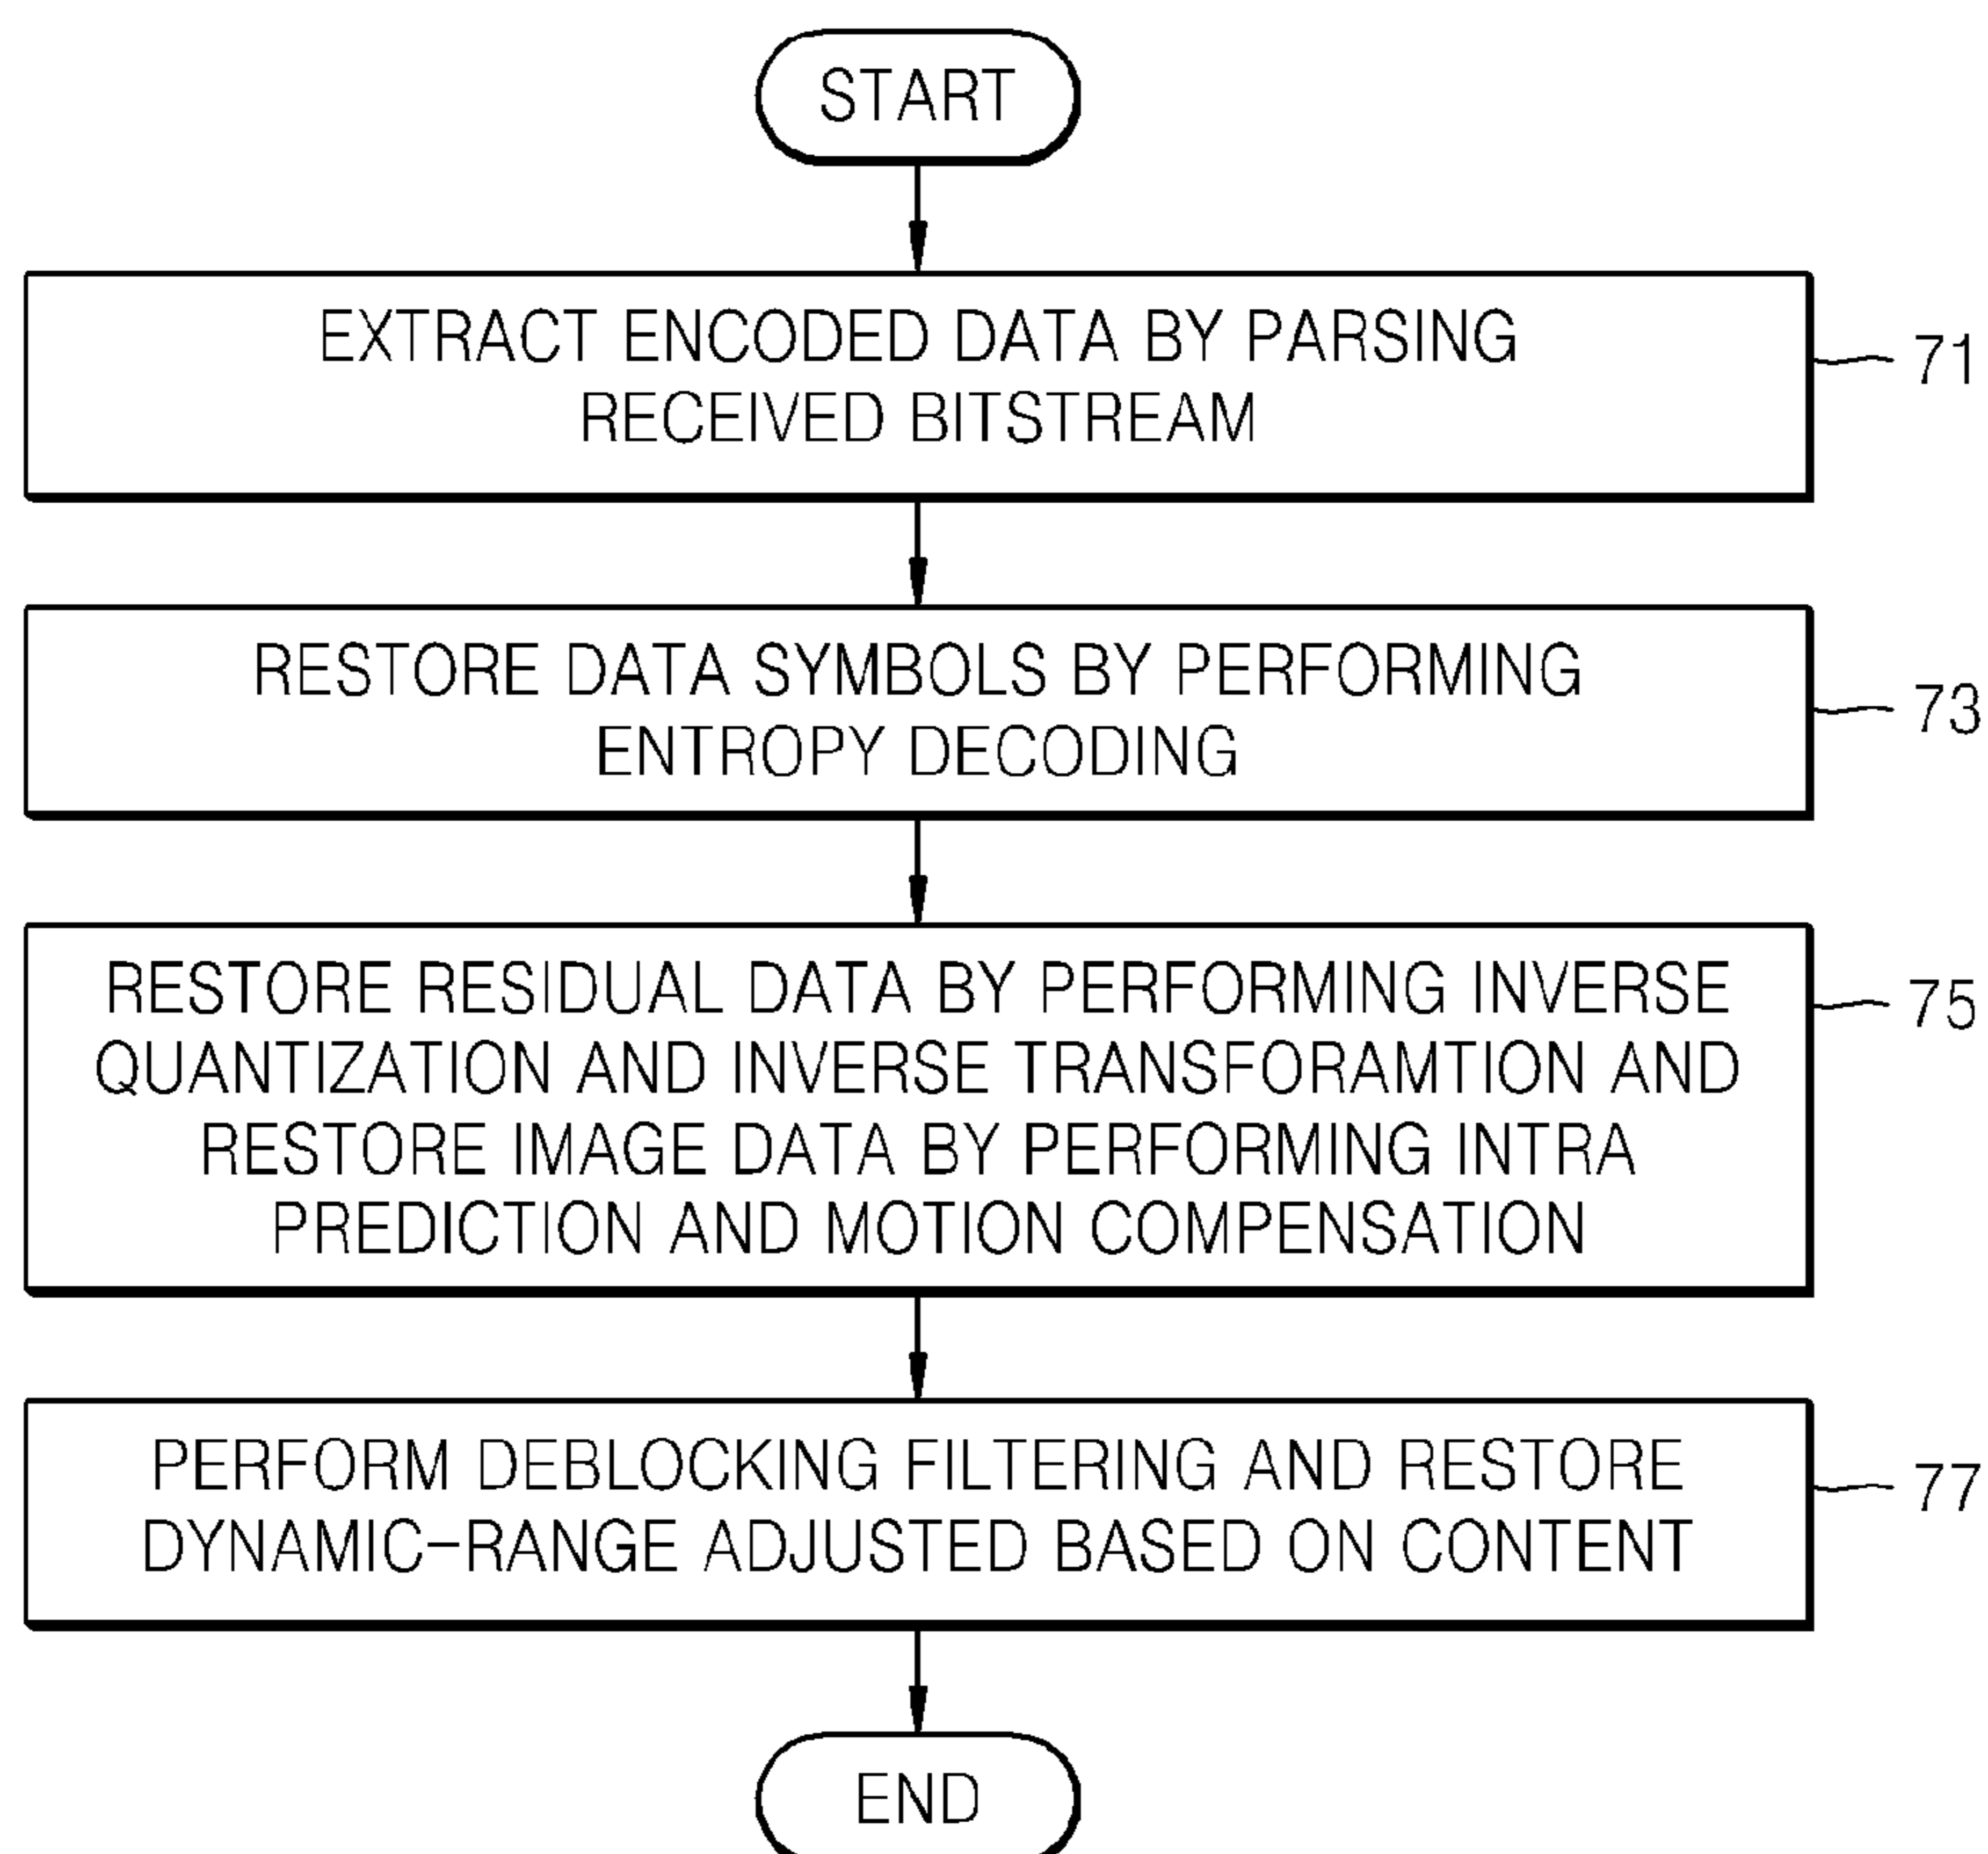 START
EXTRACT ENCODED DATA BY PARSING
RECEIVED BITSTREAM
71
RESTORE DATA SYMBOLS BY PERFORMING
ENTROPY DECODING
73
RESTORE RESIDUAL DATA BY PERFORMING INVERSE
QUANTIZATION AND INVERSE TRANSFORAMTION AND
RESTORE IMAGE DATA BY PERFORMING INTRA
PREDICTION AND MOTION COMPENSATION
75
PERFORM DEBLOCKING FILTERING AND RESTORE
DYNAMIC-RANGE ADJUSTED BASED ON CONTENT
77
END